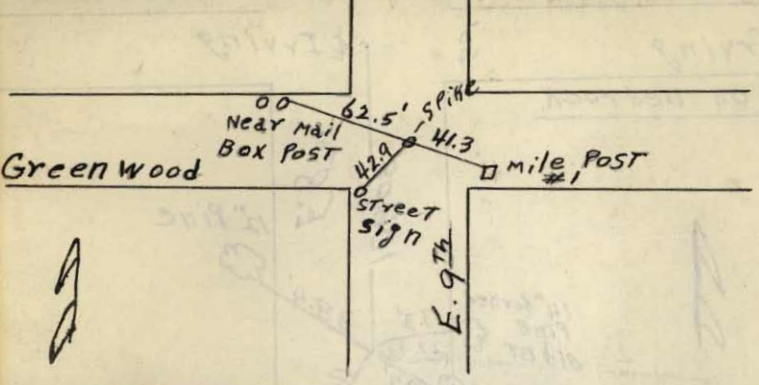 62.5' Spike
Near Mail
Box Post
41.3
42.9
Mile
#1 Post
Greenwood
Street
Sign
E. 9Th